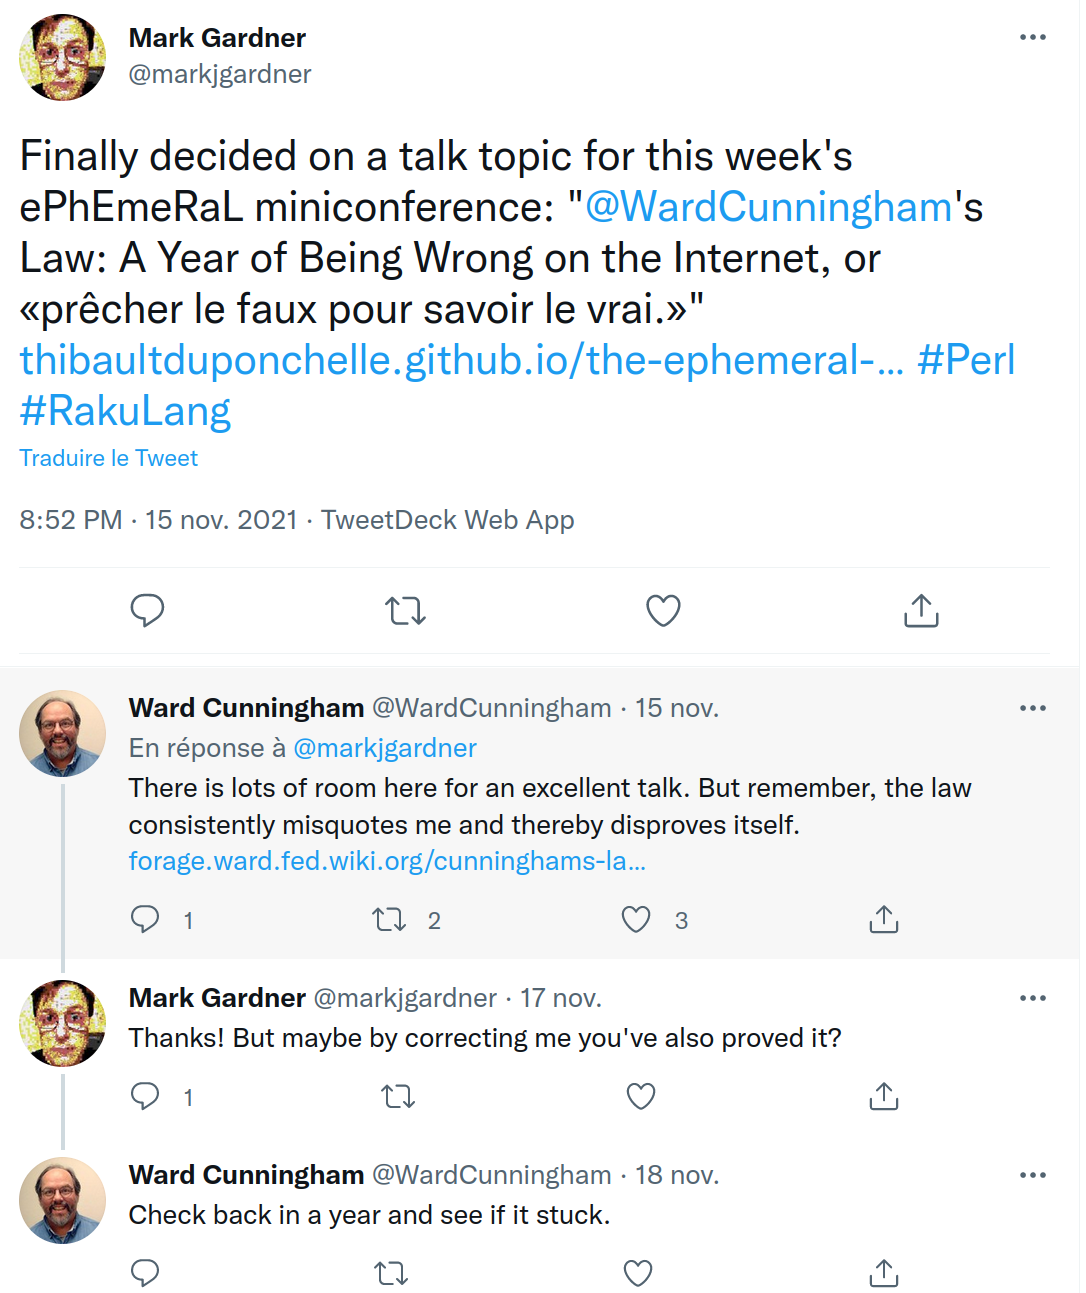 Mark Gardner
@markjgardner
Finally decided on a talk topic for this week's
ePhEmeRaL miniconference: "@WardCunningham's
Law: A Year of Being Wrong on the Internet, or
«prêcher le faux pour savoir le vrai.»"
thibaultduponchelle.github.io/the-ephemeral-... #Perl
#RakuLang
Traduire le Tweet
8:52 PM · 15 nov. 2021 · TweetDeck Web App
Ward Cunningham @WardCunningham · 15 nov.
En réponse à @markjgardner
There is lots of room here for an excellent talk. But remember, the law
consistently misquotes me and thereby disproves itself.
forage.ward.fed.wiki.org/cunninghams-la...
1 2 3
Mark Gardner @markjgardner · 17 nov.
Thanks! But maybe by correcting me you've also proved it?
1
Ward Cunningham @WardCunningham · 18 nov.
Check back in a year and see if it stuck.